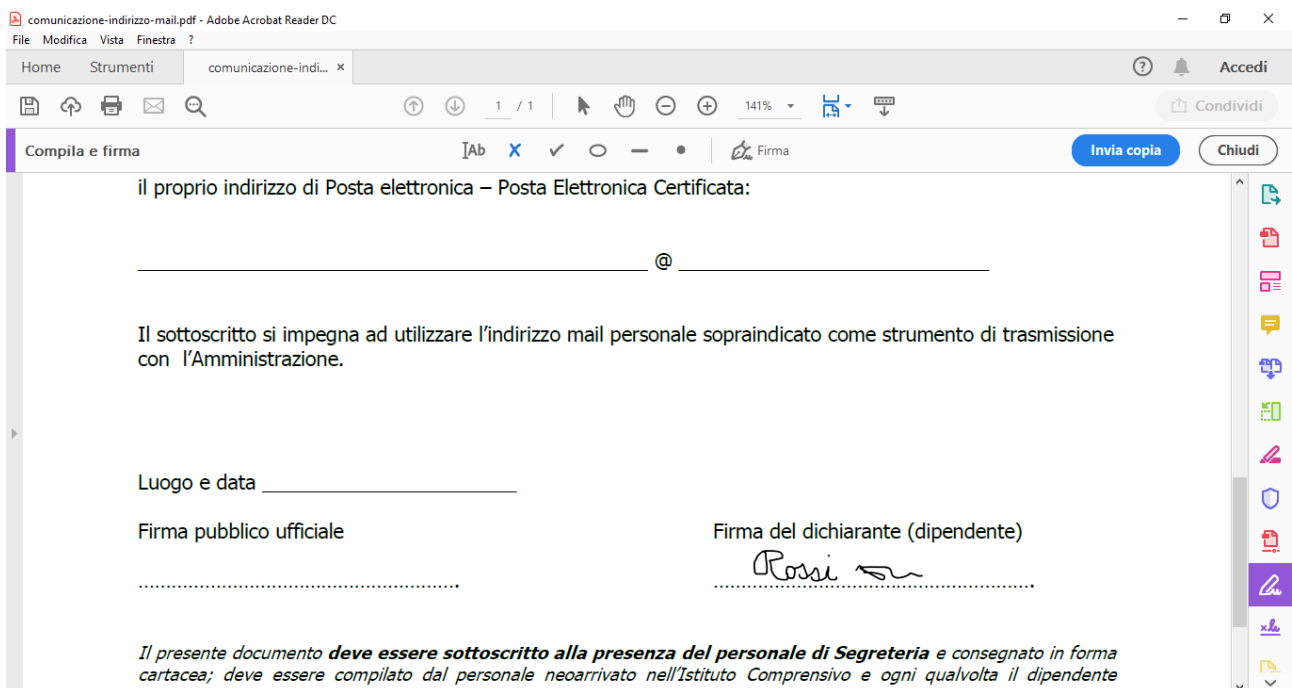 comunicazione-indirizzo-mail.pdf - Adobe Acrobat Reader DC
File Modifica Vista Finestra ?
Home Strumenti comunicazione-indi... × Accedi
1 / 1 141% Condividi
Compila e firma IAb Firma Invia copia Chiudi
il proprio indirizzo di Posta elettronica – Posta Elettronica Certificata:
@
Il sottoscritto si impegna ad utilizzare l'indirizzo mail personale sopraindicato come strumento di trasmissione
con l'Amministrazione.
Luogo e data
Firma pubblico ufficiale Firma del dichiarante (dipendente)
Rossi
Il presente documento deve essere sottoscritto alla presenza del personale di Segreteria e consegnato in forma
cartacea; deve essere compilato dal personale neoarrivato nell'Istituto Comprensivo e ogni qualvolta il dipendente